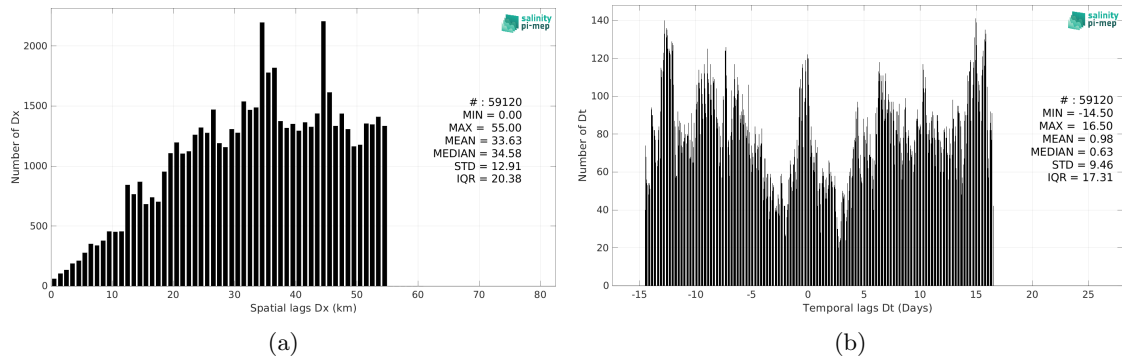 salinity
pi-mep
2000
1500
1000
500
0
Number of Dx
# : 59120
MIN = 0.00
MAX = 55.00
MEAN = 33.63
MEDIAN = 34.58
STD = 12.91
IQR = 20.38
0 10 20 30 40 50 60 70 80
Spatial lags Dx (km)
(a)
salinity
pi-mep
140
120
100
80
60
40
20
0
Number of Dt
# : 59120
MIN = -14.50
MAX = 16.50
MEAN = 0.98
MEDIAN = 0.63
STD = 9.46
IQR = 17.31
-15 -10 -5 0 5 10 15 20 25
Temporal lags Dt (Days)
(b)